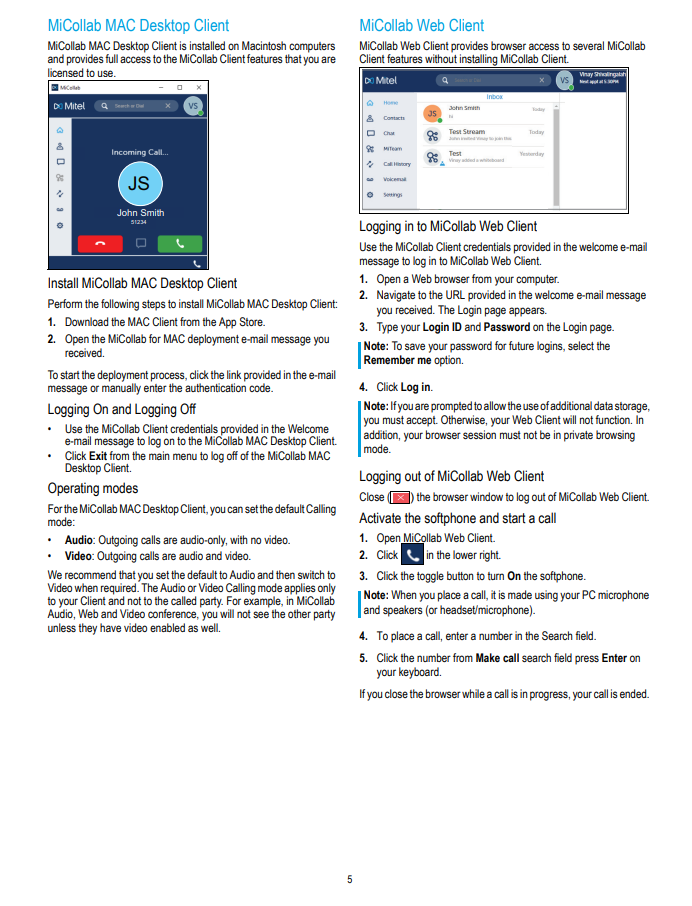 MiCollab MAC Desktop Client
MiCollab MAC Desktop Client is installed on Macintosh computers
and provides full access to the MiCollab Client features that you are
licensed to use.
MiCollab
Mitel
Search or Dial
VS
Incoming Call...
JS
John Smith
51234
Install MiCollab MAC Desktop Client
Perform the following steps to install MiCollab MAC Desktop Client:
1. Download the MAC Client from the App Store.
2. Open the MiCollab for MAC deployment e-mail message you
received.
To start the deployment process, click the link provided in the e-mail
message or manually enter the authentication code.
Logging On and Logging Off
• Use the MiCollab Client credentials provided in the Welcome
e-mail message to log on to the MiCollab MAC Desktop Client.
• Click Exit from the main menu to log off of the MiCollab MAC
Desktop Client.
Operating modes
For the MiCollab MAC Desktop Client, you can set the default Calling
mode:
• Audio: Outgoing calls are audio-only, with no video.
• Video: Outgoing calls are audio and video.
We recommend that you set the default to Audio and then switch to
Video when required. The Audio or Video Calling mode applies only
to your Client and not to the called party. For example, in MiCollab
Audio, Web and Video conference, you will not see the other party
unless they have video enabled as well.
MiCollab Web Client
MiCollab Web Client provides browser access to several MiCollab
Client features without installing MiCollab Client.
Mitel
Search or Dial
VS
Vinay Shivalingaiah
Next appt at 5:30PM
Inbox
Home
Contacts
Chat
MiTeam
Call History
Voicemail
Settings
JS
John Smith
Today
hi
Test Stream
Today
John invited Vinay to join this
Test
Yesterday
Vinay added a whiteboard
Logging in to MiCollab Web Client
Use the MiCollab Client credentials provided in the welcome e-mail
message to log in to MiCollab Web Client.
1. Open a Web browser from your computer.
2. Navigate to the URL provided in the welcome e-mail message
you received. The Login page appears.
3. Type your Login ID and Password on the Login page.
Note: To save your password for future logins, select the
Remember me option.
4. Click Log in.
Note: If you are prompted to allow the use of additional data storage,
you must accept. Otherwise, your Web Client will not function. In
addition, your browser session must not be in private browsing
mode.
Logging out of MiCollab Web Client
Close ( ) the browser window to log out of MiCollab Web Client.
Activate the softphone and start a call
1. Open MiCollab Web Client.
2. Click in the lower right.
3. Click the toggle button to turn On the softphone.
Note: When you place a call, it is made using your PC microphone
and speakers (or headset/microphone).
4. To place a call, enter a number in the Search field.
5. Click the number from Make call search field press Enter on
your keyboard.
If you close the browser while a call is in progress, your call is ended.
5